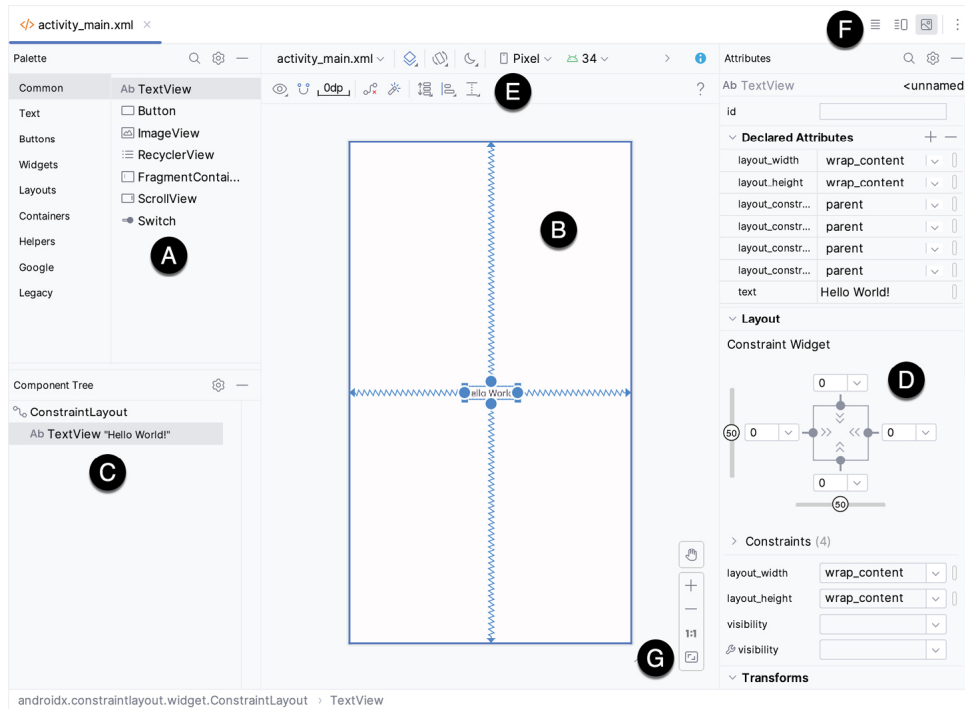 activity_main.xml
F
Palette
activity_main.xml
Pixel
34
Attributes
Common
Text
Buttons
Widgets
Layouts
Containers
Helpers
Google
Legacy
Ab TextView
Button
ImageView
RecyclerView
FragmentContai...
ScrollView
Switch
A
0dp
E
?
B
Component Tree
ConstraintLayout
Ab TextView "Hello World!"
C
ello Worlc
1:1
G
Ab TextView <unnamed
id
Declared Attributes
layout_width wrap_content
layout_height wrap_content
layout_constr... parent
layout_constr... parent
layout_constr... parent
layout_constr... parent
text Hello World!
Layout
Constraint Widget
D
0
50 0 0
0
50
Constraints (4)
layout_width wrap_content
layout_height wrap_content
visibility
visibility
Transforms
androidx.constraintlayout.widget.ConstraintLayout > TextView